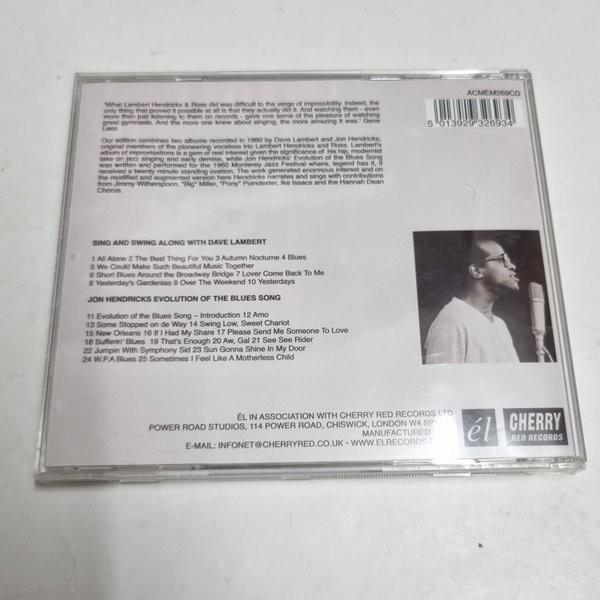 'What Lambert Hendricks & Ross did was difficult to the verge of impossibility. Indeed, the
only thing that proved it possible at all is that they actually did it. And watching them - even
more than just listening to them on records - gave one some of the pleasure of watching
great gymnasts. And the more one knew about singing, the more amazing it was.' Gene
Lees
Our edition combines two albums recorded in 1960 by Dave Lambert and Jon Hendricks,
original members of the pioneering vocalese trio Lambert Hendricks and Ross. Lambert's
album of improvisations is a gem of real interest given the significance of his hip, modernist
take on jazz singing and early demise, while Jon Hendricks' Evolution of the Blues Song
was written and performed for the 1960 Monterey Jazz Festival where, legend has it, it
received a twenty minute standing ovation. The work generated enormous interest and on
the modified and augmented version here Hendricks narrates and sings with contributions
from Jimmy Witherspoon, "Big" Miller, "Pony" Poindexter, Ike Issacs and the Hannah Dean
Chorus.
ACMEM269CD
5 013929 326934
SING AND SWING ALONG WITH DAVE LAMBERT
1 All Alone 2 The Best Thing For You 3 Autumn Nocturne 4 Blues
5 We Could Make Such Beautiful Music Together
6 Short Blues Around the Broadway Bridge 7 Lover Come Back To Me
8 Yesterday's Gardenias 9 Over The Weekend 10 Yesterdays
JON HENDRICKS EVOLUTION OF THE BLUES SONG
11 Evolution of the Blues Song – Introduction 12 Amo
13 Some Stopped on de Way 14 Swing Low, Sweet Chariot
15 New Orleans 16 If I Had My Share 17 Please Send Me Someone To Love
18 Sufferin' Blues 19 That's Enough 20 Aw, Gal 21 See See Rider
22 Jumpin With Symphony Sid 23 Sun Gonna Shine In My Door
24 W.P.A Blues 25 Sometimes I Feel Like A Motherless Child
ÉL IN ASSOCIATION WITH CHERRY RED RECORDS LTD
POWER ROAD STUDIOS, 114 POWER ROAD, CHISWICK, LONDON W4
MANUFACTURED
E-MAIL: INFONET@CHERRYRED.CO.UK • WWW.ELRECORDS
él
CHERRY
RED RECORDS